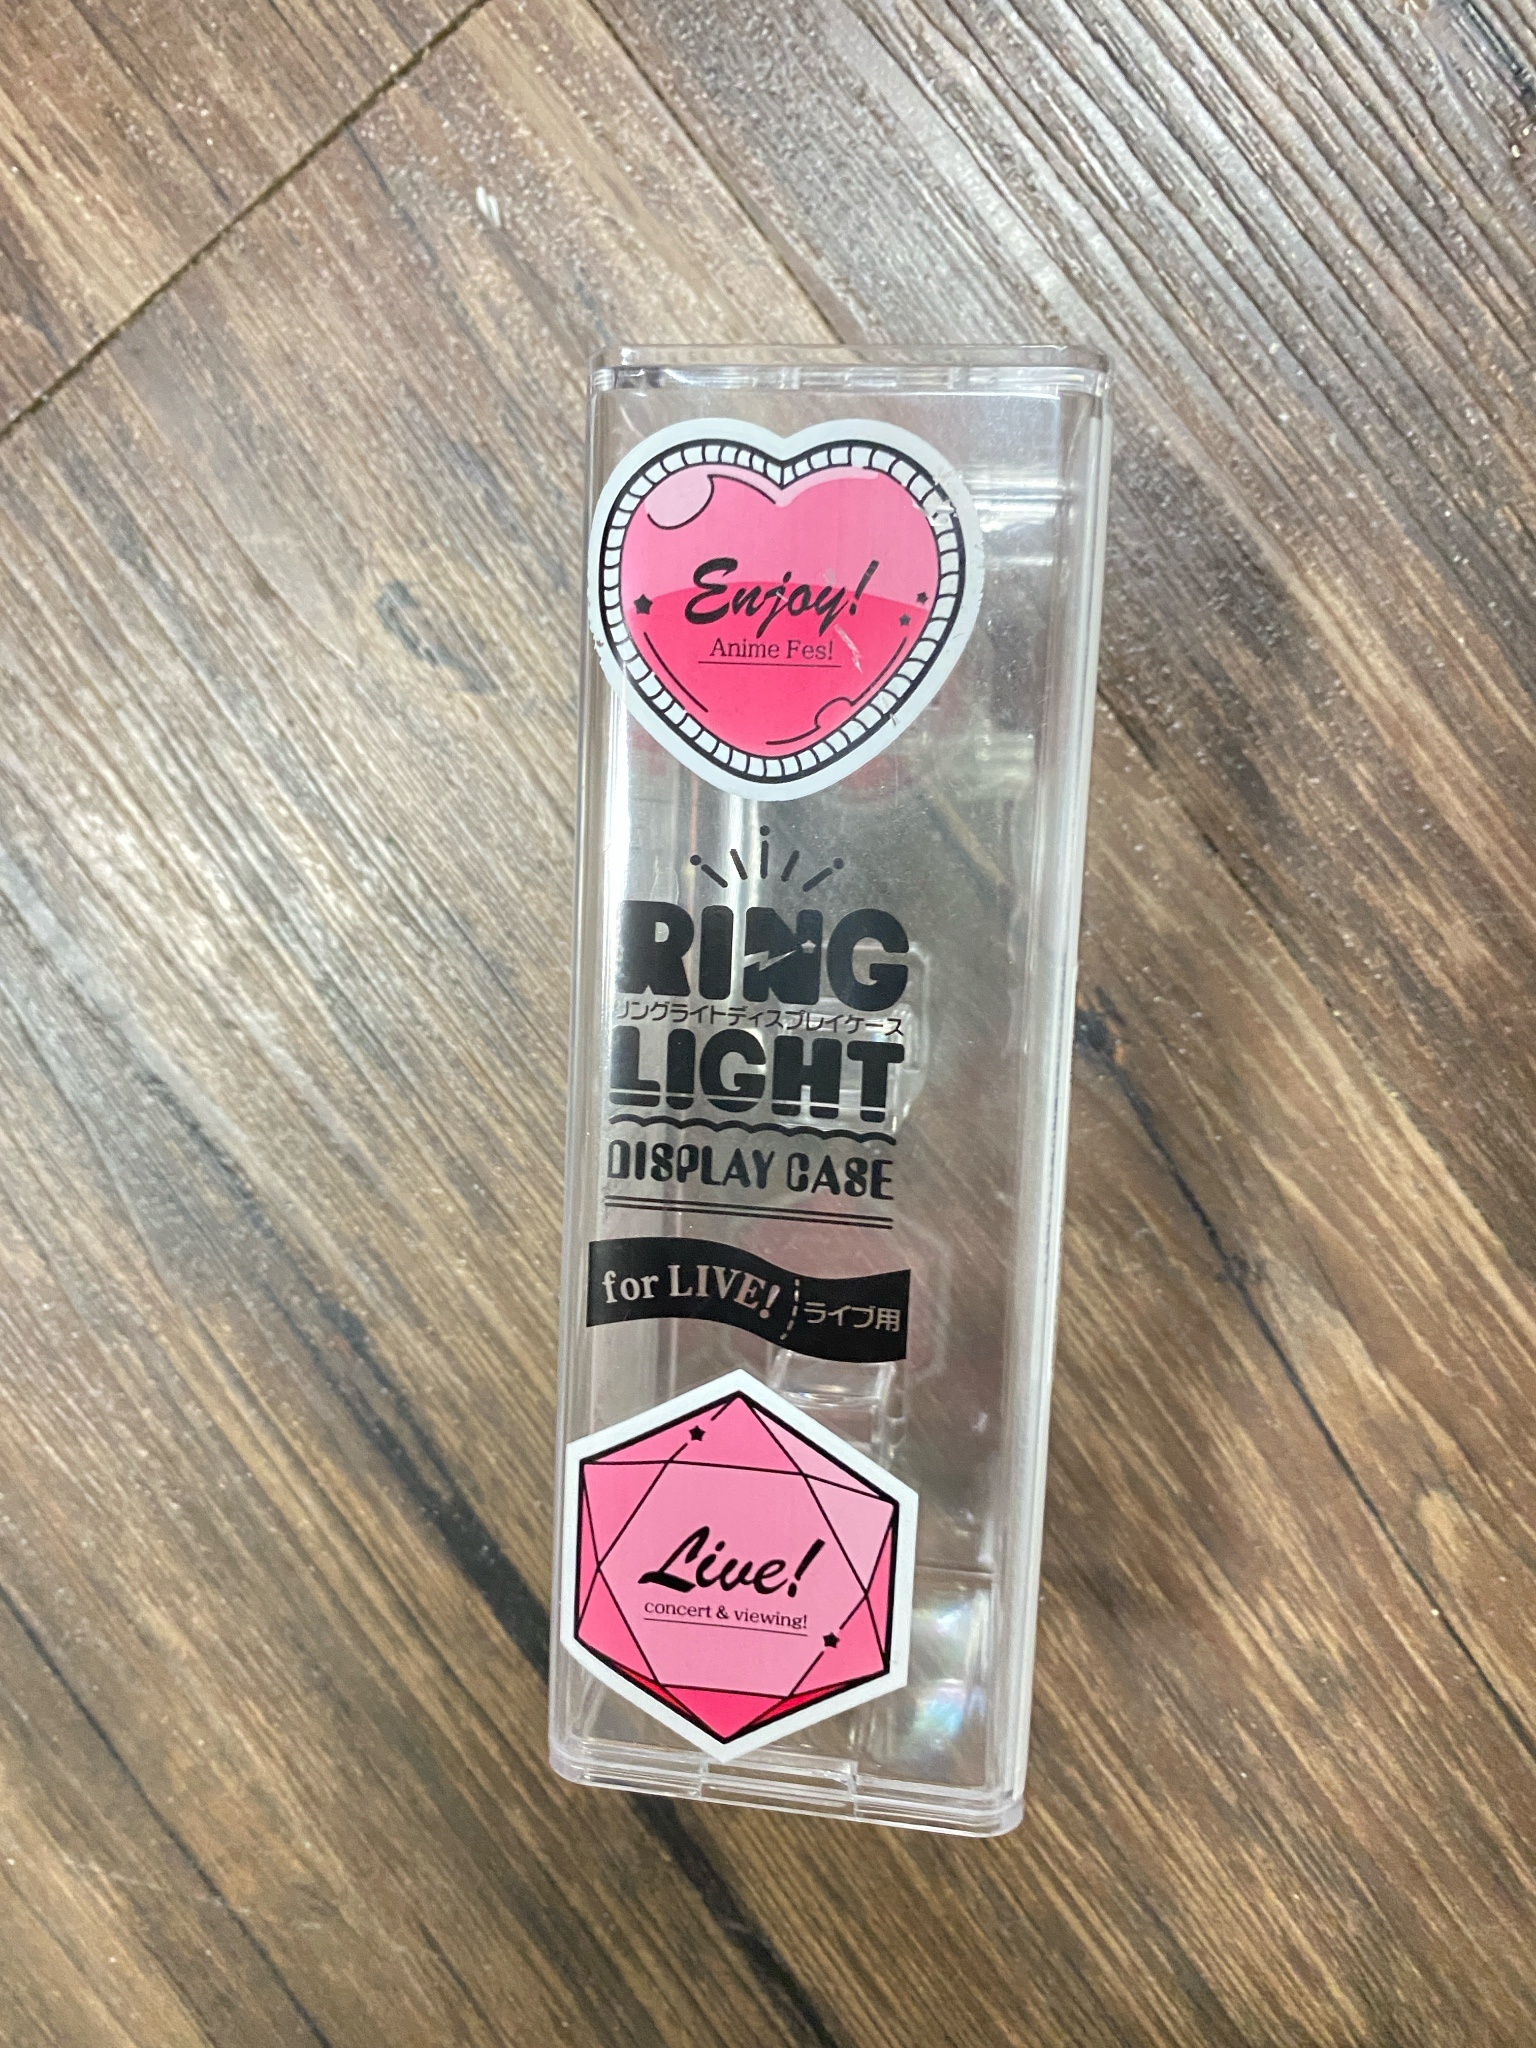 Enjoy!
Anime Fes!
RING
リングライトディスプレイケース
LIGHT
DISPLAY CASE
for LIVE! ライブ用
Live!
concert & viewing!